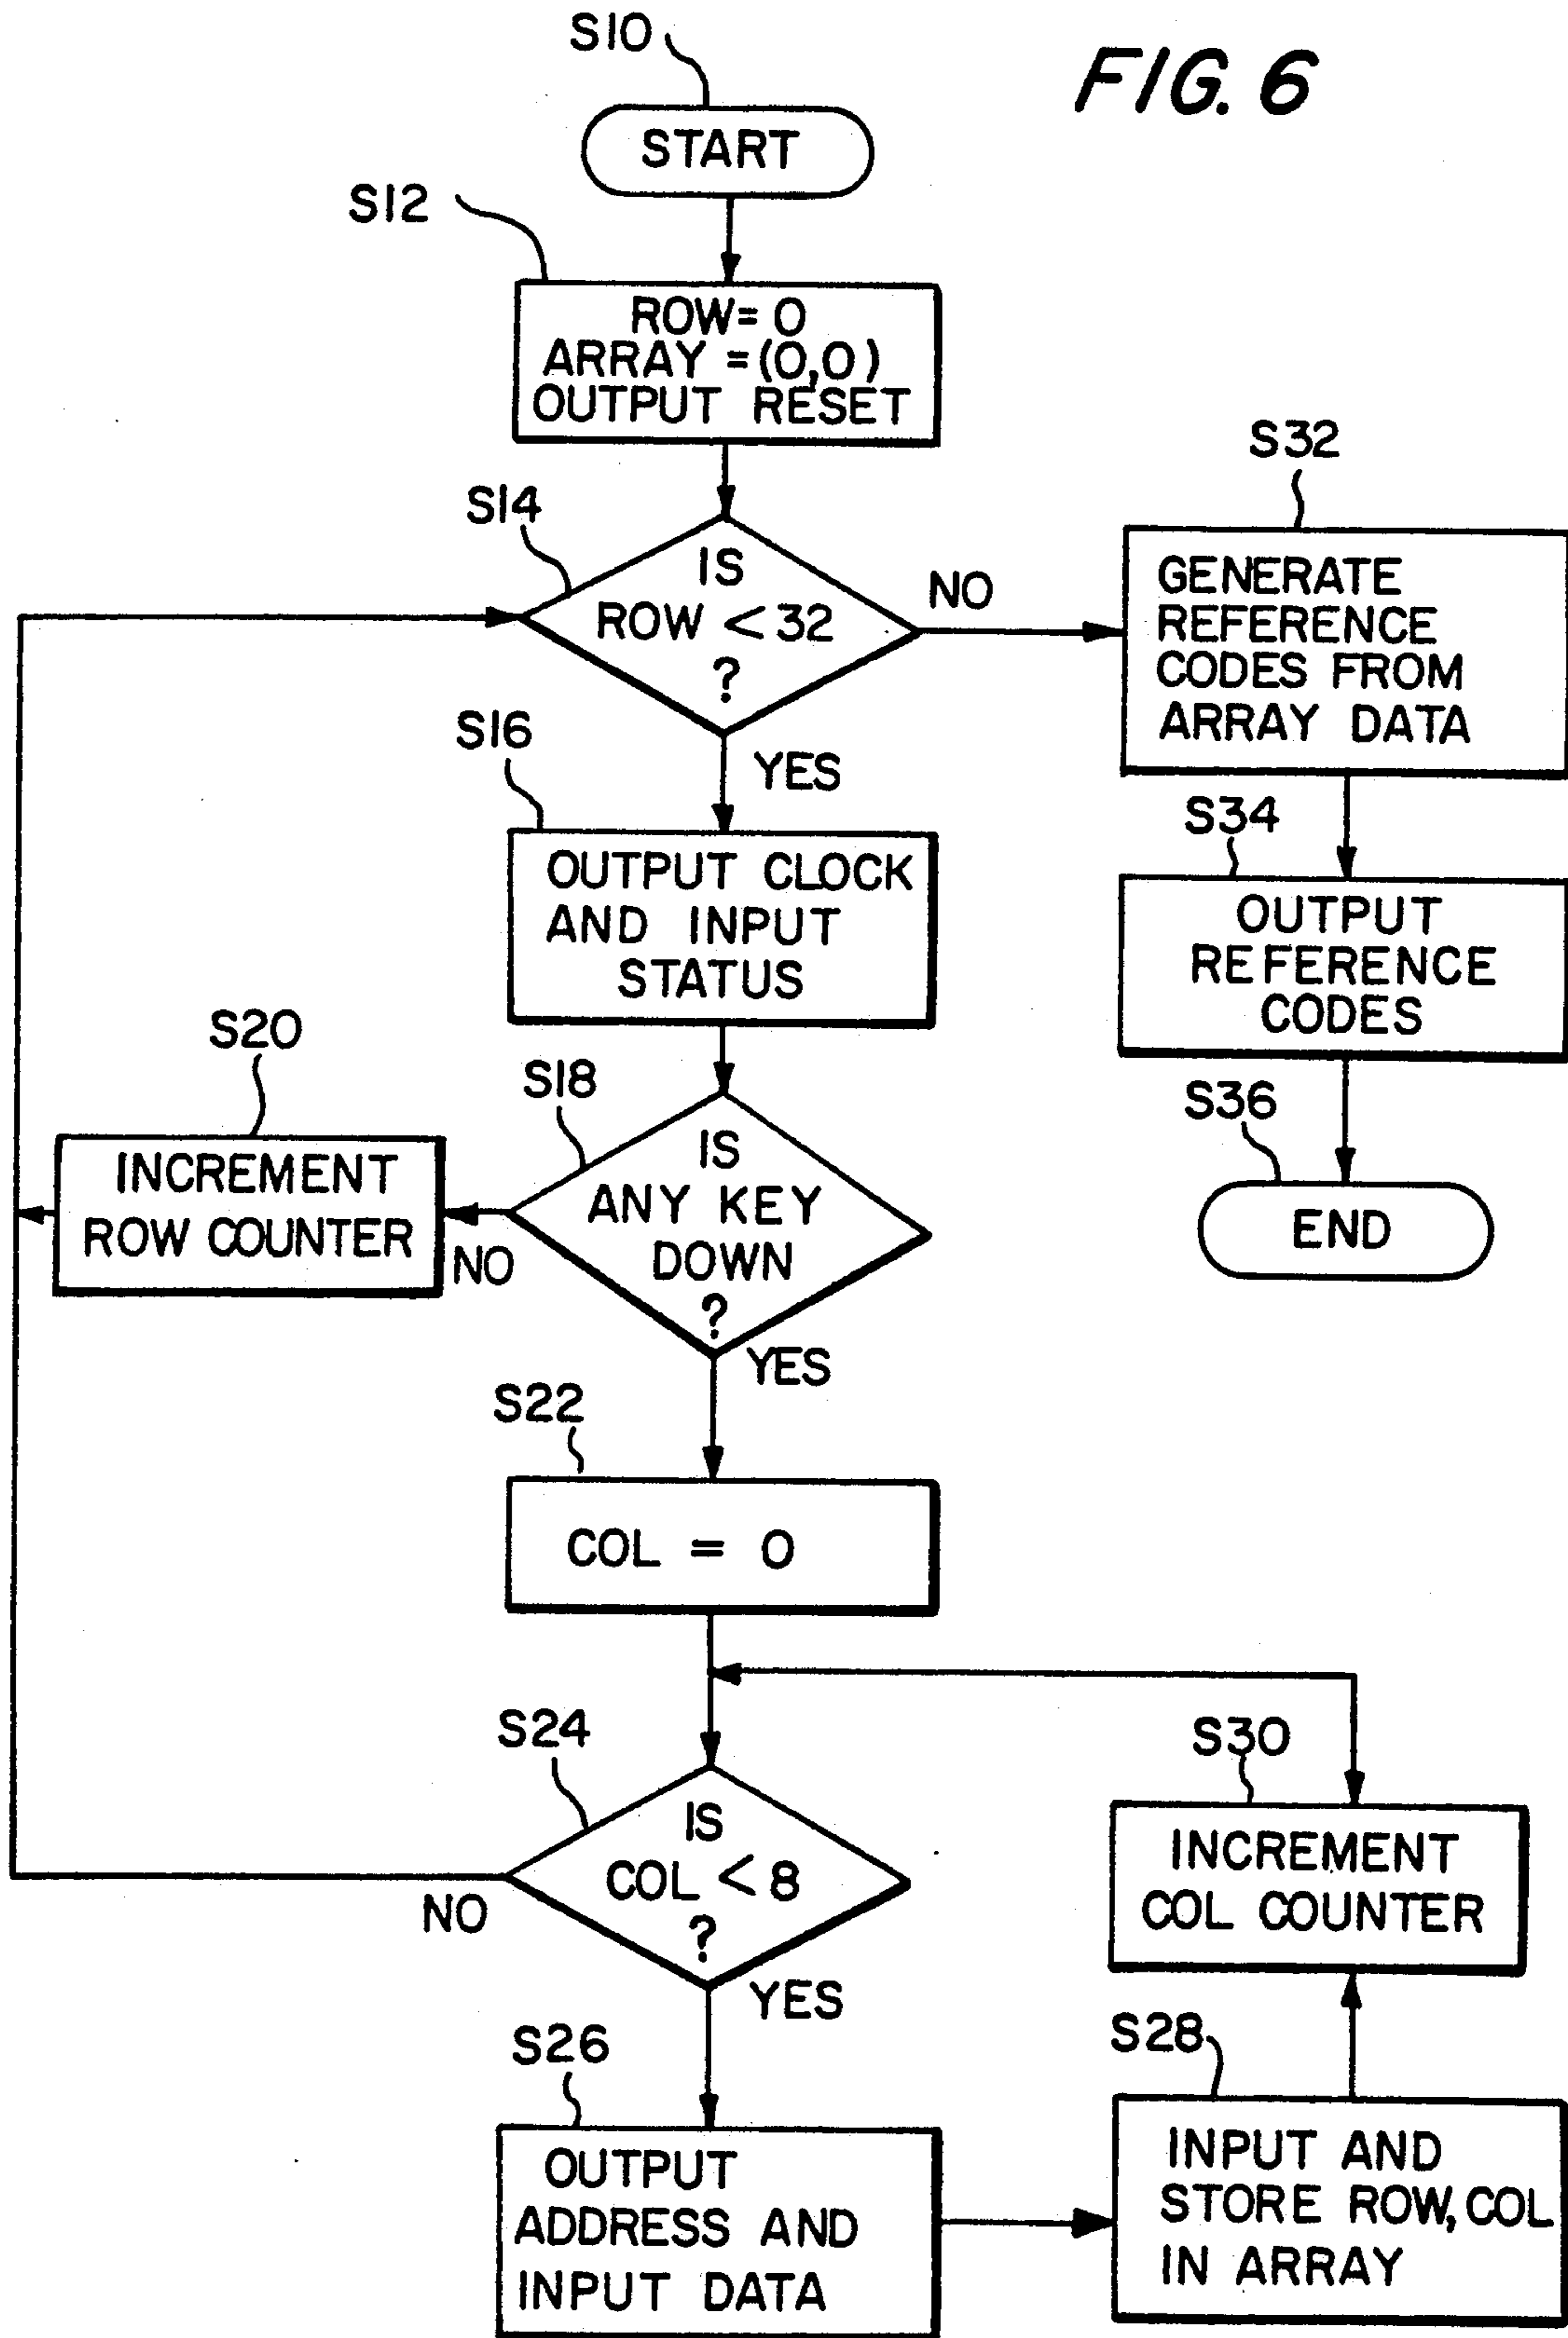 S10
FIG. 6
START
S12
ROW= 0
ARRAY =(0,0)
OUTPUT RESET
S14
IS
ROW <32
?
NO
S32
GENERATE
REFERENCE
CODES FROM
ARRAY DATA
YES
S16
OUTPUT CLOCK
AND INPUT
STATUS
S34
OUTPUT
REFERENCE
CODES
S20
INCREMENT
ROW COUNTER
S18
IS
ANY KEY
DOWN
?
NO
YES
S36
END
S22
COL = 0
S24
IS
COL <8
?
NO
YES
S30
INCREMENT
COL COUNTER
S26
OUTPUT
ADDRESS AND
INPUT DATA
S28
INPUT AND
STORE ROW, COL
IN ARRAY